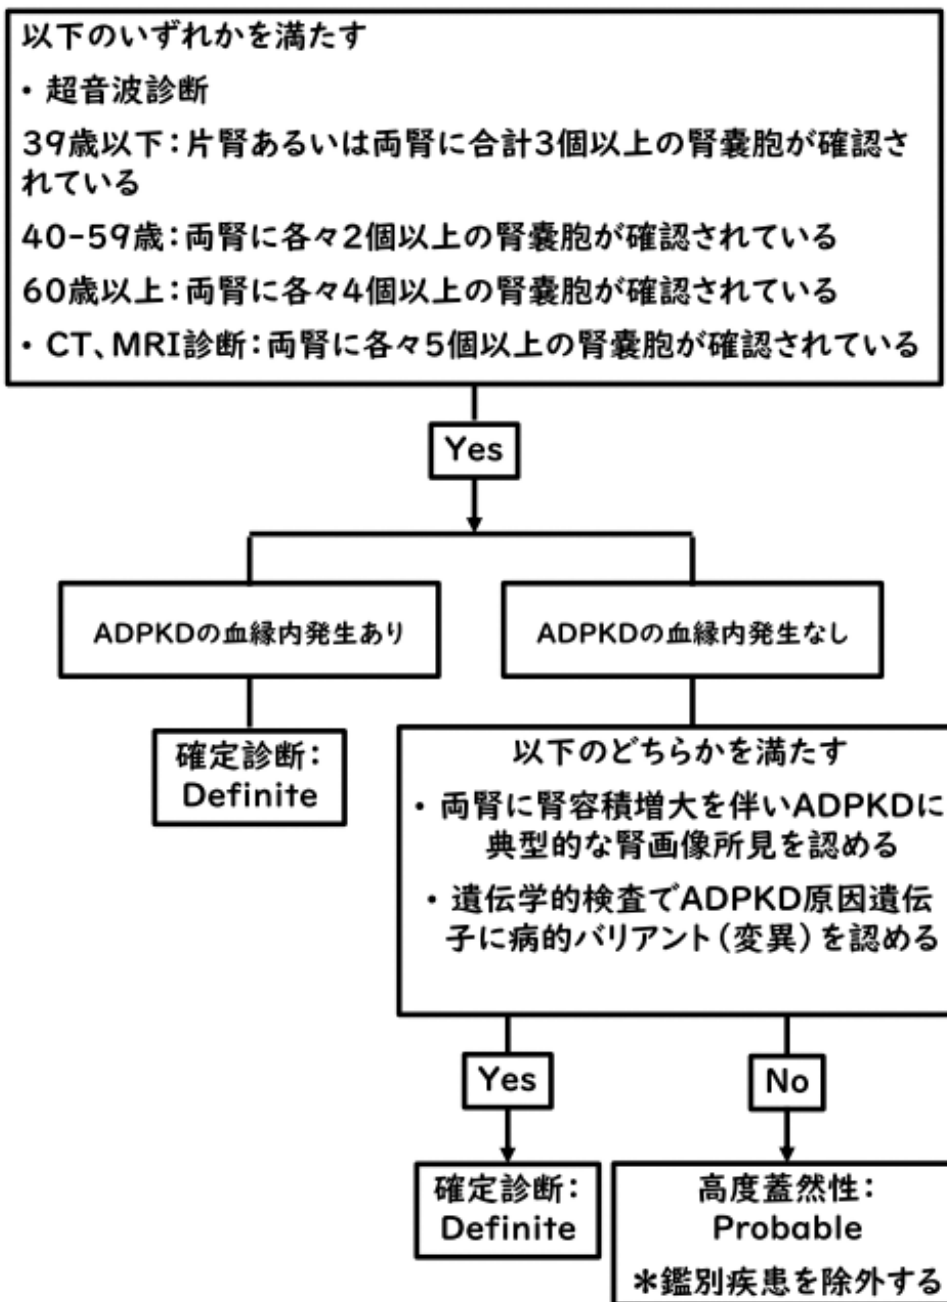 以下のいずれかを満たす
・超音波診断
39歳以下：片腎あるいは両腎に合計3個以上の腎嚢胞が確認さ
れている
40-59歳：両腎に各々2個以上の腎嚢胞が確認されている
60歳以上：両腎に各々4個以上の腎嚢胞が確認されている
・CT、MRI診断：両腎に各々5個以上の腎嚢胞が確認されている
Yes
ADPKDの血縁内発生あり
ADPKDの血縁内発生なし
確定診断：
Definite
以下のどちらかを満たす
・両腎に腎容積増大を伴いADPKDに
典型的な腎画像所見を認める
・遺伝学的検査でADPKD原因遺伝
子に病的バリアント（変異）を認める
Yes
No
確定診断：
Definite
高度蓋然性：
Probable
＊鑑別疾患を除外する